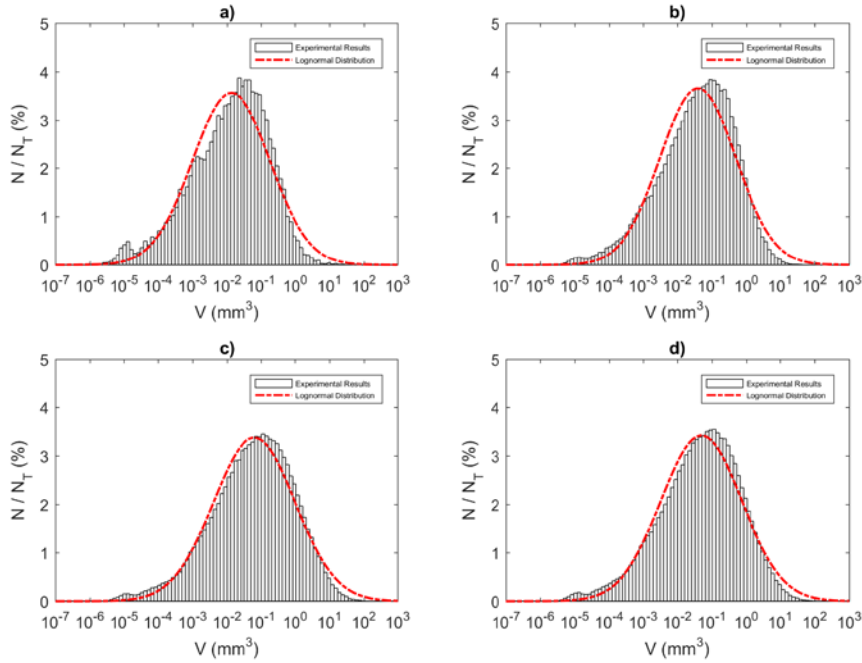 a)
5
4
3
2
1
0
N / N_T (%)
Experimental Results
Lognormal Distribution
10^-7 10^-6 10^-5 10^-4 10^-3 10^-2 10^-1 10^0 10^1 10^2 10^3
V (mm^3)
b)
5
4
3
2
1
0
N / N_T (%)
Experimental Results
Lognormal Distribution
10^-7 10^-6 10^-5 10^-4 10^-3 10^-2 10^-1 10^0 10^1 10^2 10^3
V (mm^3)
c)
5
4
3
2
1
0
N / N_T (%)
Experimental Results
Lognormal Distribution
10^-7 10^-6 10^-5 10^-4 10^-3 10^-2 10^-1 10^0 10^1 10^2 10^3
V (mm^3)
d)
5
4
3
2
1
0
N / N_T (%)
Experimental Results
Lognormal Distribution
10^-7 10^-6 10^-5 10^-4 10^-3 10^-2 10^-1 10^0 10^1 10^2 10^3
V (mm^3)